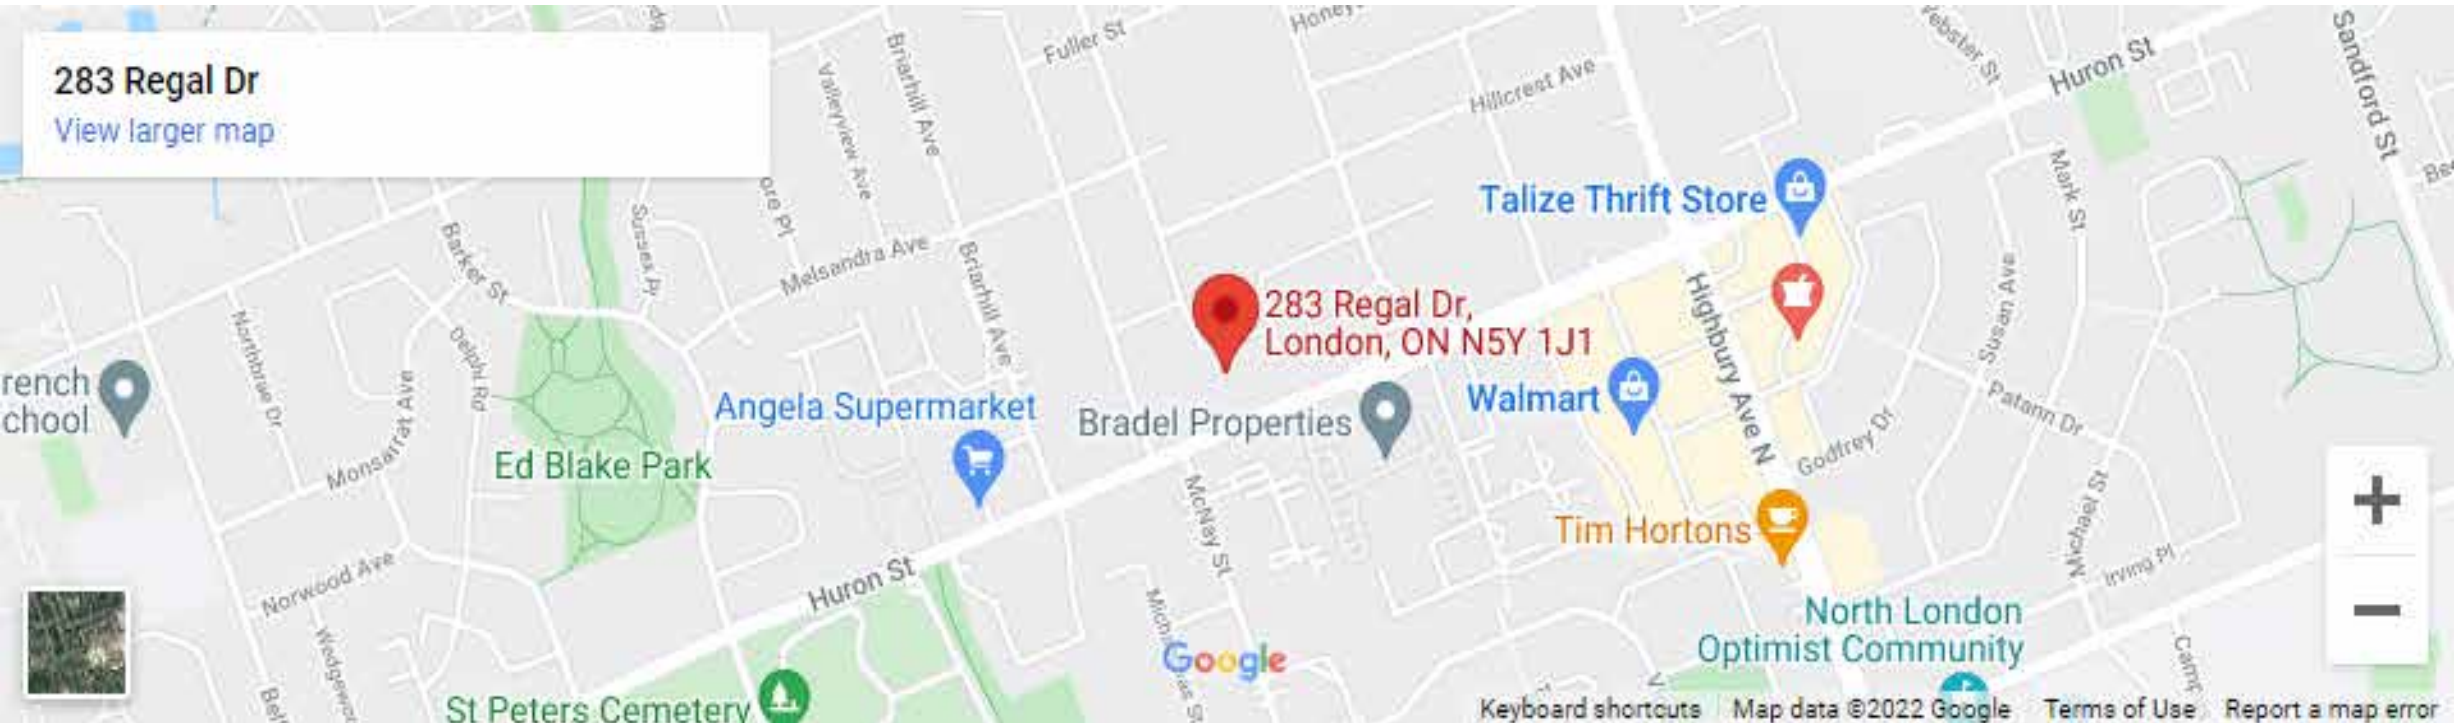 283 Regal Dr
View larger map
Fuller St
Hillcrest Ave
Huron St
Sandford St
Valleyview Ave
Briarhill Ave
Mark St
Talize Thrift Store
Barker St
Sussex Pl
Melsandra Ave
Briarhill Ave
283 Regal Dr,
London, ON N5Y 1J1
Highbury Ave N
Susan Ave
Northbrae Dr
Delphi Rd
Monsarrat Ave
Angela Supermarket
Bradel Properties
Walmart
Patann Dr
Godfrey Dr
Ed Blake Park
McNay St
Michael St
Tim Hortons
Irving Pl
Norwood Ave
Huron St
North London
Optimist Community
Google
St Peters Cemetery
Keyboard shortcuts
Map data ©2022 Google
Terms of Use
Report a map error